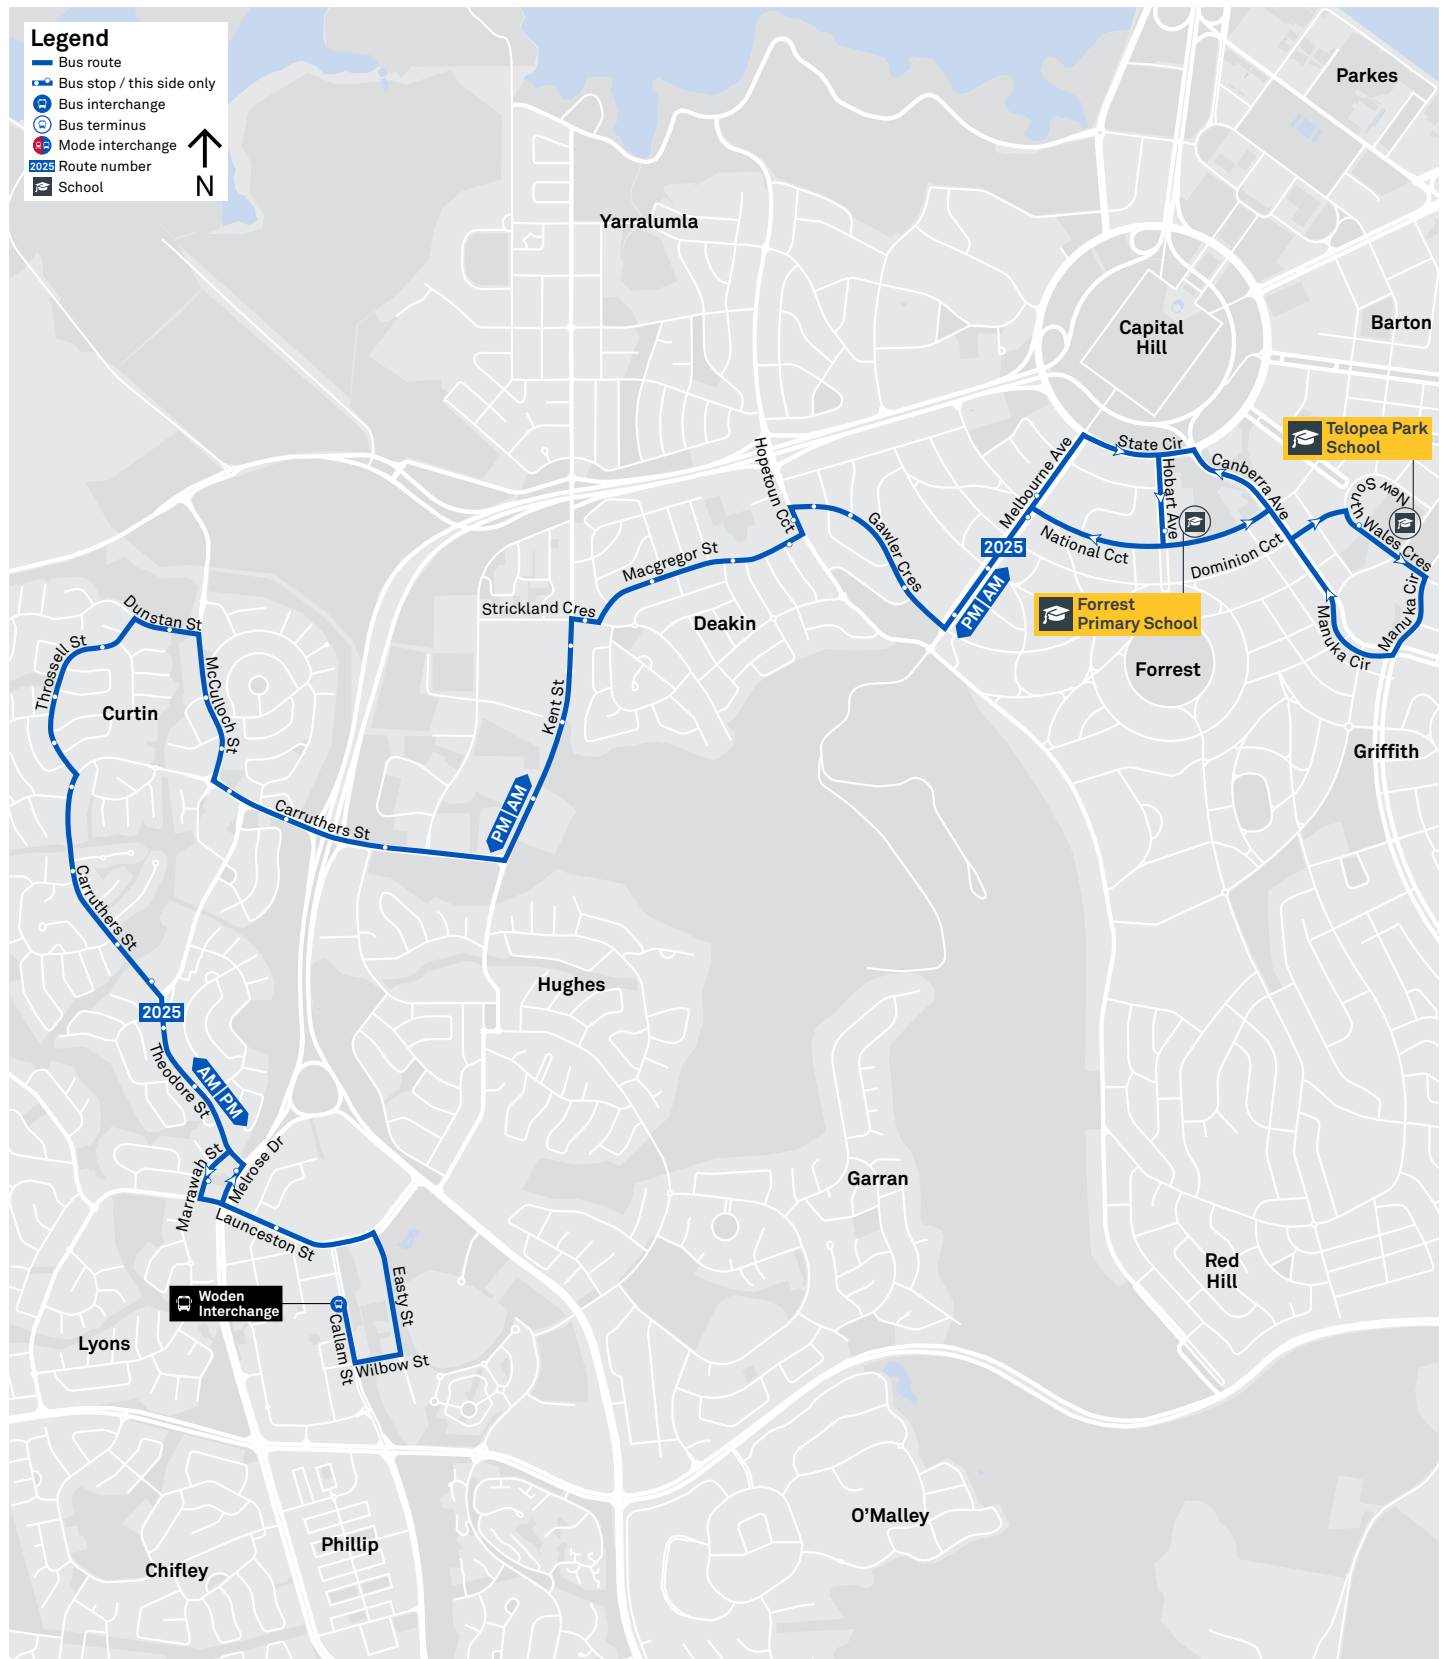 Legend
Bus route
Bus stop / this side only
Bus interchange
Bus terminus
Mode interchange
2025 Route number
School
N
Parkes
Yarralumla
Capital
Hill
Barton
Telopea Park
School
State Cir
Canberra Ave
Hobart Ave
Melbourne Ave
Hopetoun Cct
New South Wales Cres
Gawler Cres
National Cct
Dominion Cct
2025
PM | AM
Macgregor St
Strickland Cres
Deakin
Forrest
Primary School
Manuka Cir
Manuka Cir
Forrest
Dunstan St
Throssell St
McCulloch St
Curtin
Kent St
Griffith
PM | AM
Carruthers St
Carruthers St
Hughes
2025
Theodore St
AM | PM
Marrawah St
Melrose Dr
Launceston St
Garran
Red
Hill
Woden
Interchange
Easty St
Callam St
Wilbow St
Lyons
O'Malley
Phillip
Chifley